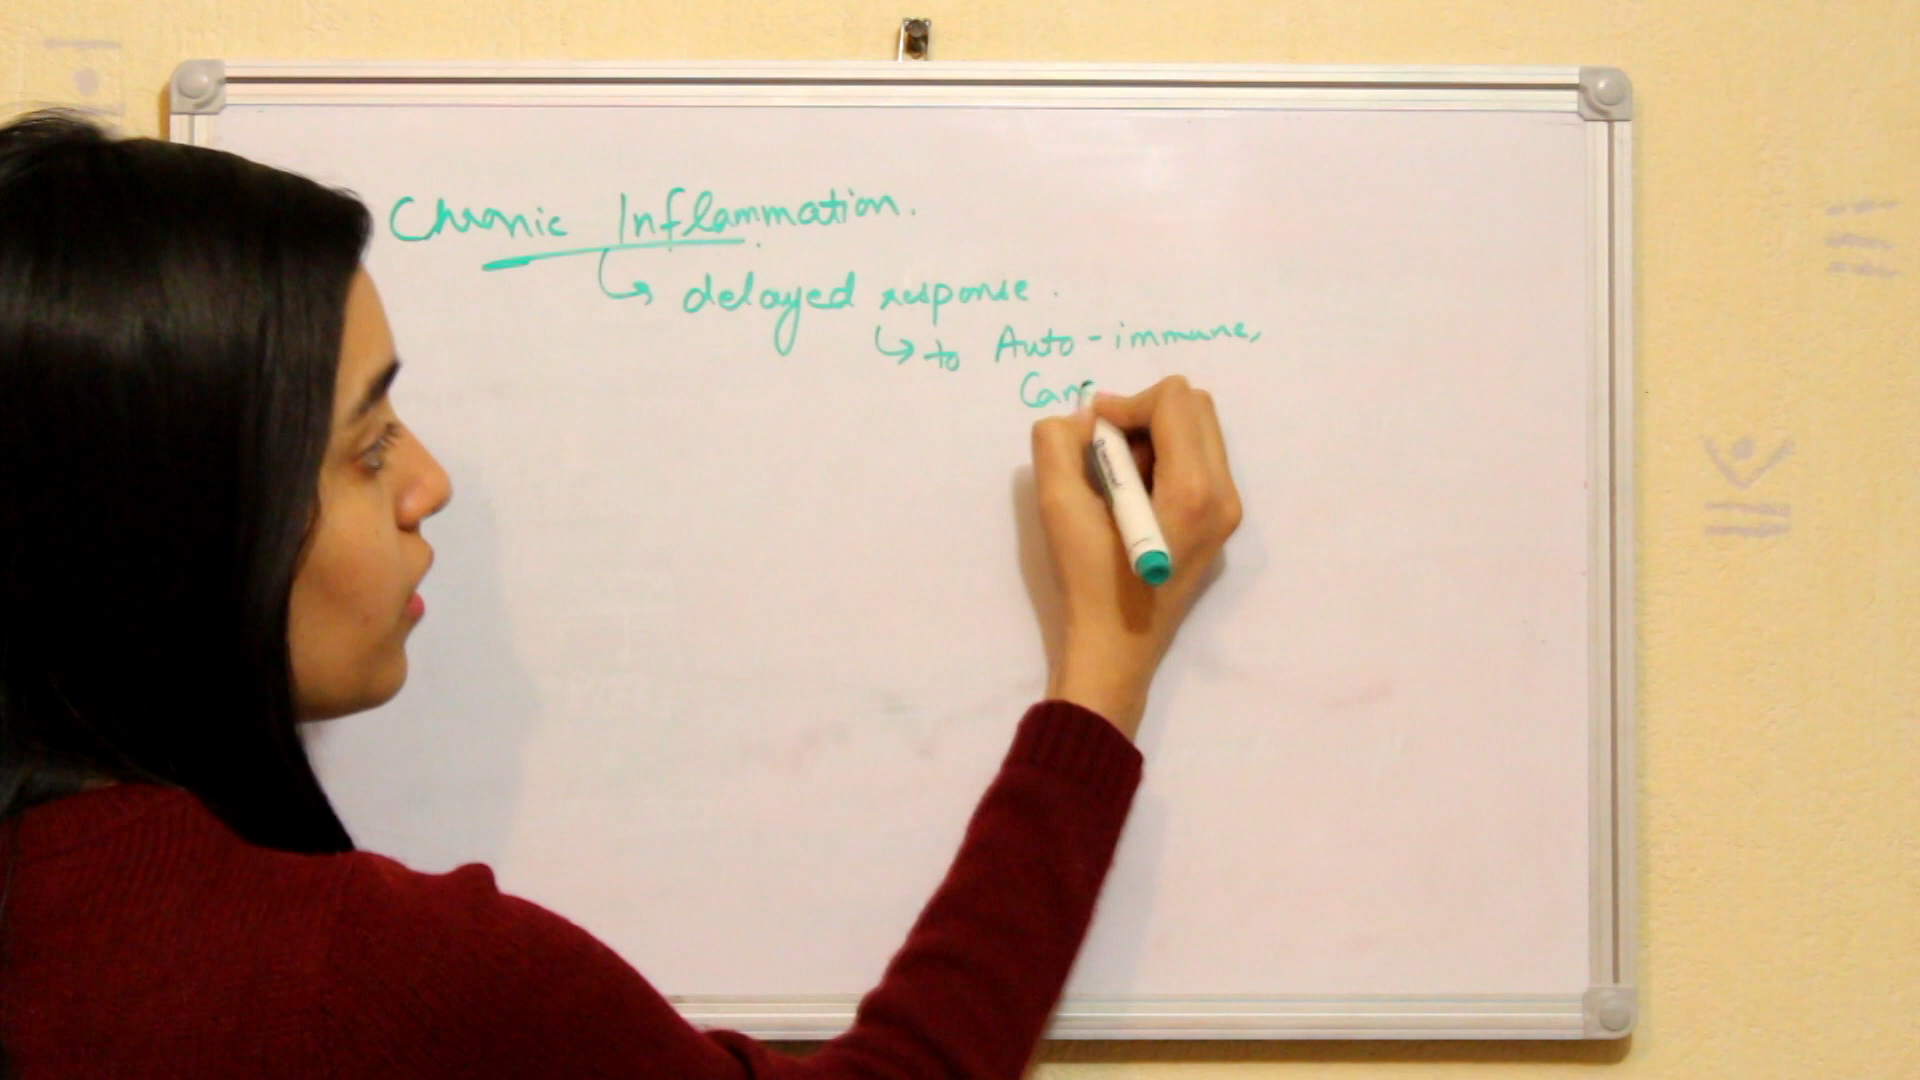 Chronic Inflammation.
↳ delayed response.
↳ to Auto-immune,
Can